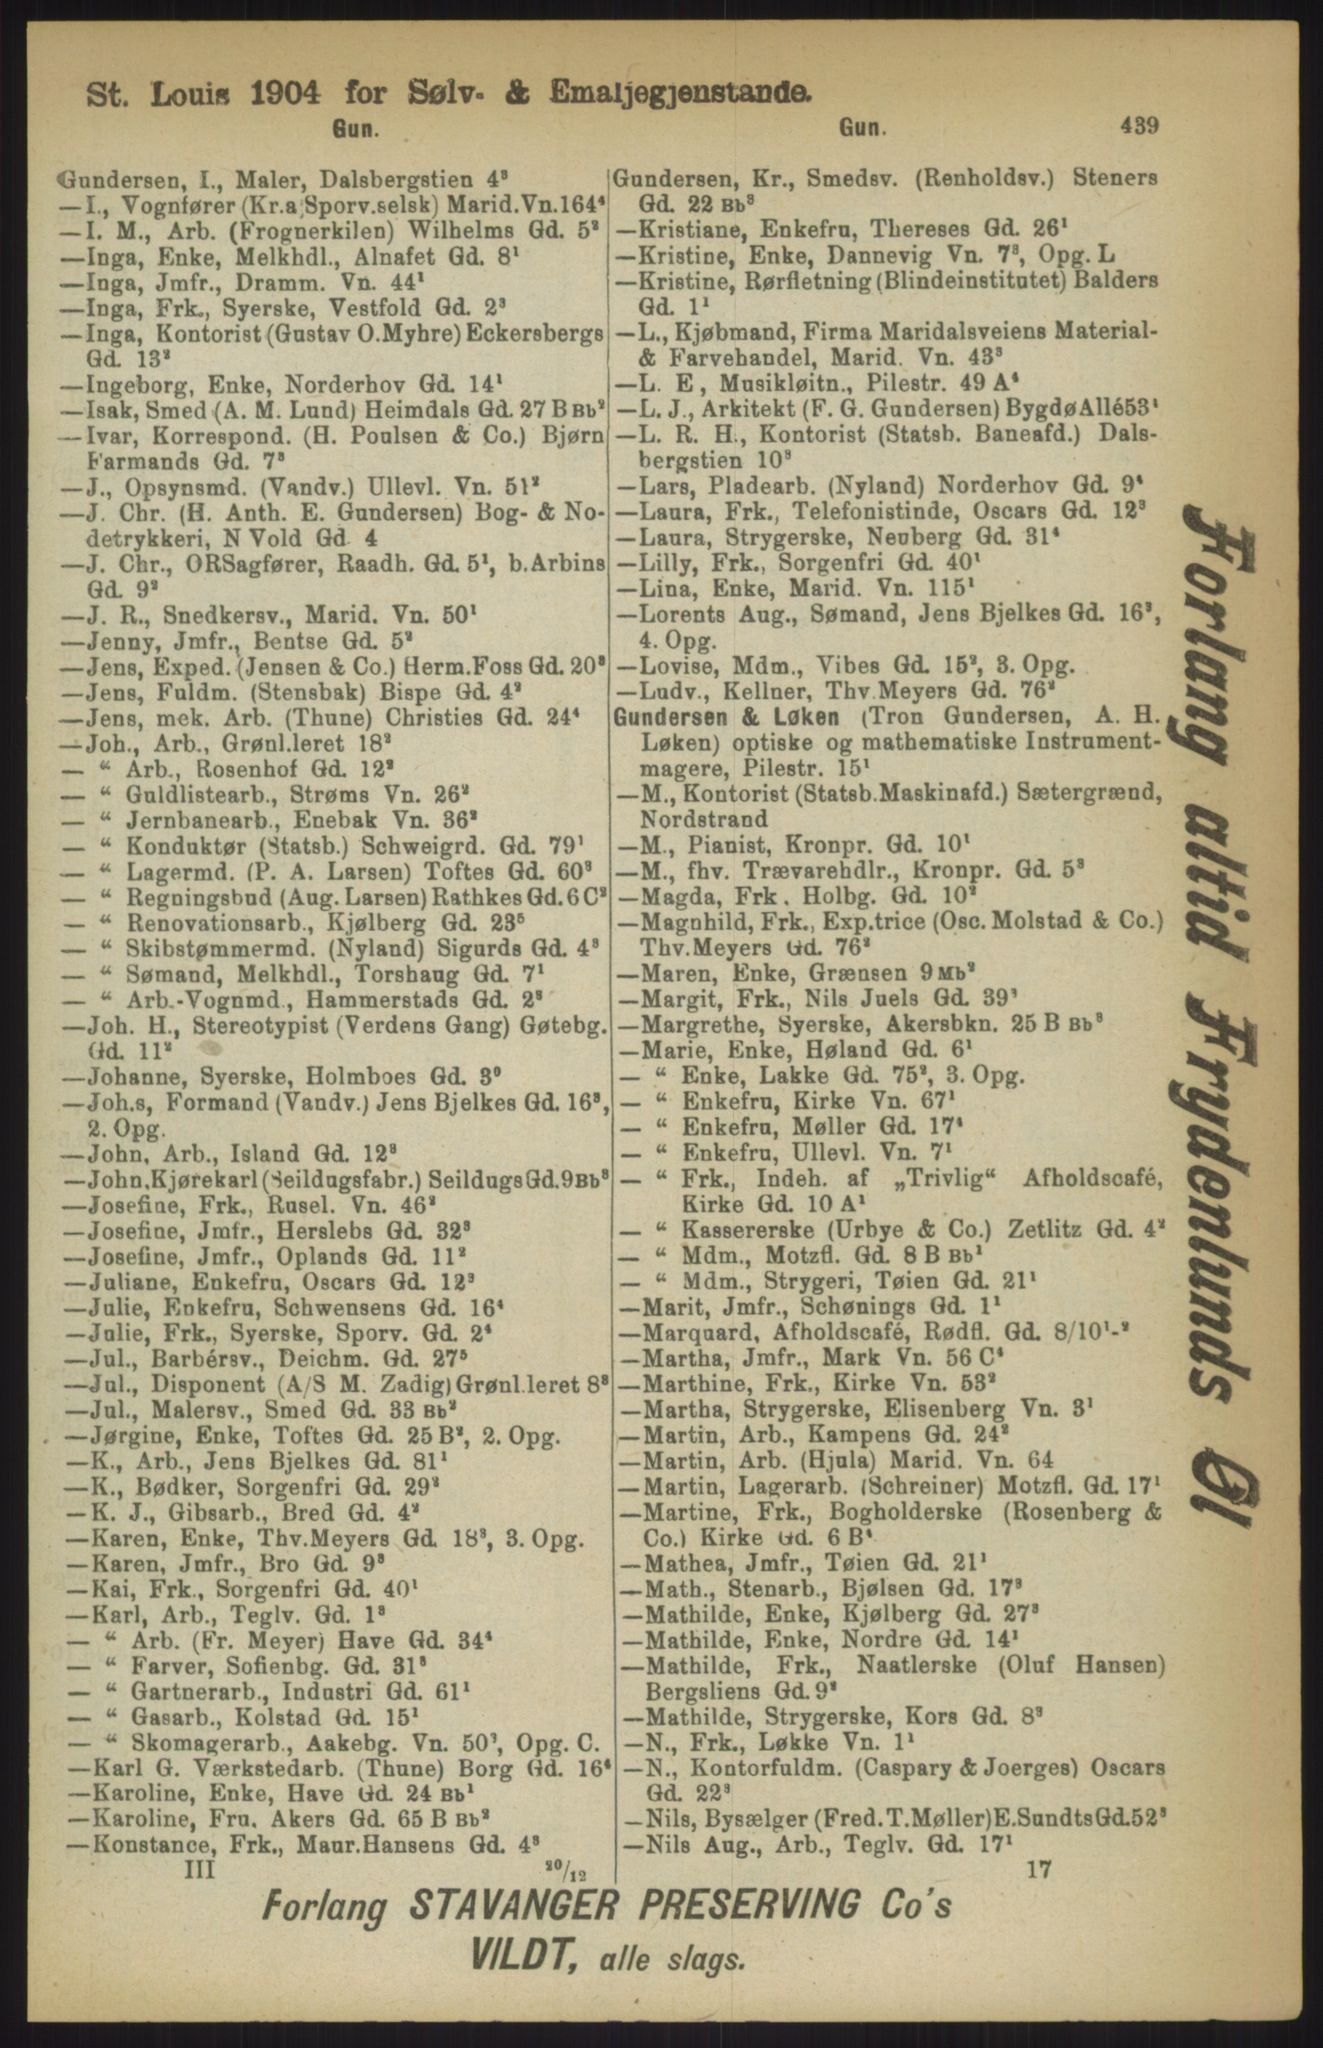 St. Louis 1904 for Sølv- & Emaljegjenstande.
Gun.
Gun.
439
Gundersen, I., Maler, Dalsbergstien 4³
—I., Vognfører (Kr.a Sporv.selsk) Marid.Vn.164⁴
—I. M., Arb. (Frognerkilen) Wilhelms Gd. 5²
—Inga, Enke, Melkhdl., Alnafet Gd. 8¹
—Inga, Jmfr., Dramm. Vn. 44¹
—Inga, Frk., Syerske, Vestfold Gd. 2³
—Inga, Kontorist (Gustav O.Myhre) Eckersbergs
Gd. 13²
—Ingeborg, Enke, Norderhov Gd. 14¹
—Isak, Smed (A. M. Lund) Heimdals Gd. 27 B Bb²
—Ivar, Korrespond. (H. Poulsen & Co.) Bjørn
Farmands Gd. 7³
—J., Opsynsmd. (Vandv.) Ullevl. Vn. 51²
—J. Chr. (H. Anth. E. Gundersen) Bog- & No-
detrykkeri, N Vold Gd 4
—J. Chr., ORSagfører, Raadh. Gd. 5¹, b.Arbins
Gd. 9²
—J. R., Snedkersv., Marid. Vn. 50¹
—Jenny, Jmfr., Bentse Gd. 5²
—Jens, Exped. (Jensen & Co.) Herm.Foss Gd. 20³
—Jens, Fuldm. (Stensbak) Bispe Gd. 4²
—Jens, mek. Arb. (Thune) Christies Gd. 24⁴
—Joh., Arb., Grønl.leret 18²
— “ Arb., Rosenhof Gd. 12²
— “ Guldlistearb., Strøms Vn. 26²
— “ Jernbanearb., Enebak Vn. 36²
— “ Konduktør (Statsb.) Schweigrd. Gd. 79¹
— “ Lagermd. (P. A. Larsen) Toftes Gd. 60³
— “ Regningsbud (Aug. Larsen) Rathkes Gd. 6 C²
— “ Renovationsarb., Kjølberg Gd. 23⁵
— “ Skibstømmermd. (Nyland) Sigurds Gd. 4³
— “ Sømand, Melkhdl., Torshaug Gd. 7¹
— “ Arb.-Vognmd., Hammerstads Gd. 2³
—Joh. H., Stereotypist (Verdens Gang) Gøtebg.
Gd. 11²
—Johanne, Syerske, Holmboes Gd. 3⁰
—Joh.s, Formand (Vandv.) Jens Bjelkes Gd. 16³,
2. Opg.
—John, Arb., Island Gd. 12³
—John, Kjørekarl (Seildugsfabr.) Seildugs Gd. 9 Bb³
—Josefine, Frk., Rusel. Vn. 46²
—Josefine, Jmfr., Herslebs Gd. 32³
—Josefine, Jmfr., Oplands Gd. 11²
—Juliane, Enkefru, Oscars Gd. 12³
—Julie, Enkefru, Schwensens Gd. 16⁴
—Julie, Frk., Syerske, Sporv. Gd. 2⁴
—Jul., Barbérsv., Deichm. Gd. 27⁵
—Jul., Disponent (A/S M. Zadig) Grønl.leret 8³
—Jul., Malersv., Smed Gd. 33 Bb²
—Jørgine, Enke, Toftes Gd. 25 B², 2. Opg.
—K., Arb., Jens Bjelkes Gd. 81¹
—K., Bødker, Sorgenfri Gd. 29²
—K. J., Gibsarb., Bred Gd. 4²
—Karen, Enke, Thv.Meyers Gd. 18³, 3. Opg.
—Karen, Jmfr., Bro Gd. 9³
—Kai, Frk., Sorgenfri Gd. 40¹
—Karl, Arb., Teglv. Gd. 1³
— “ Arb. (Fr. Meyer) Have Gd. 34⁴
— “ Farver, Sofienbg. Gd. 31³
— “ Gartnerarb., Industri Gd. 61¹
— “ Gasarb., Kolstad Gd. 15¹
— “ Skomagerarb., Aakebg. Vn. 50¹, Opg. C.
—Karl G. Værkstedarb. (Thune) Borg Gd. 16⁴
—Karoline, Enke, Have Gd. 24 Bb¹
—Karoline, Fru, Akers Gd. 65 B Bb²
—Konstance, Frk., Maur.Hansens Gd. 4³
III
20/12
Gundersen, Kr., Smedsv. (Renholdsv.) Steners
Gd. 22 Bb³
—Kristiane, Enkefru, Thereses Gd. 26¹
—Kristine, Enke, Dannevig Vn. 7³, Opg. L
—Kristine, Rørfletning (Blindeinstitutet) Balders
Gd. 1¹
—L., Kjøbmand, Firma Maridalsveiens Material-
& Farvehandel, Marid. Vn. 43³
—L. E, Musikløitn., Pilestr. 49 A⁴
—L. J., Arkitekt (F. G. Gundersen) Bygdø Allé 53¹
—L. R. H., Kontorist (Statsb. Baneafd.) Dals-
bergstien 10³
—Lars, Pladearb. (Nyland) Norderhov Gd. 9⁴
—Laura, Frk., Telefonistinde, Oscars Gd. 12³
—Laura, Strygerske, Neuberg Gd. 31⁴
—Lilly, Frk., Sorgenfri Gd. 40¹
—Lina, Enke, Marid. Vn. 115¹
—Lorents Aug., Sømand, Jens Bjelkes Gd. 16³,
4. Opg.
—Lovise, Mdm., Vibes Gd. 15², 3. Opg.
—Ludv., Kellner, Thv.Meyers Gd. 76²
Gundersen & Løken (Tron Gundersen, A. H.
Løken) optiske og mathematiske Instrument-
magere, Pilestr. 15¹
—M., Kontorist (Statsb.Maskinafd.) Sætergrænd,
Nordstrand
—M., Pianist, Kronpr. Gd. 10¹
—M., fhv. Trævarehdlr., Kronpr. Gd. 5³
—Magda, Frk. Holbg. Gd. 10²
—Magnhild, Frk., Exp.trice (Osc. Molstad & Co.)
Thv.Meyers Gd. 76²
—Maren, Enke, Grænsen 9 Mb²
—Margit, Frk., Nils Juels Gd. 39¹
—Margrethe, Syerske, Akersbkn. 25 B Bb³
—Marie, Enke, Høland Gd. 6¹
— “ Enke, Lakke Gd. 75², 3. Opg.
— “ Enkefru, Kirke Vn. 67¹
— “ Enkefru, Møller Gd. 17⁴
— “ Enkefru, Ullevl. Vn. 7¹
— “ Frk., Indeh. af „Trivlig“ Afholdscafé,
Kirke Gd. 10 A¹
— “ Kassererske (Urbye & Co.) Zetlitz Gd. 4²
— “ Mdm., Motzfl. Gd. 8 B Bb¹
— “ Mdm., Strygeri, Tøien Gd. 21¹
—Marit, Jmfr., Schønings Gd. 1¹
—Marquard, Afholdscafé, Rødfl. Gd. 8/10¹-²
—Martha, Jmfr., Mark Vn. 56 C⁴
—Marthine, Frk., Kirke Vn. 53²
—Martha, Strygerske, Elisenberg Vn. 3¹
—Martin, Arb., Kampens Gd. 24²
—Martin, Arb. (Hjula) Marid. Vn. 64
—Martin, Lagerarb. (Schreiner) Motzfl. Gd. 17¹
—Martine, Frk., Bogholderske (Rosenberg &
Co.) Kirke Gd. 6 B⁴
—Mathea, Jmfr., Tøien Gd. 21¹
—Math., Stenarb., Bjølsen Gd. 17³
—Mathilde, Enke, Kjølberg Gd. 27³
—Mathilde, Enke, Nordre Gd. 14¹
—Mathilde, Frk., Naatlerske (Oluf Hansen)
Bergsliens Gd. 9²
—Mathilde, Strygerske, Kors Gd. 8³
—N., Frk., Løkke Vn. 1¹
—N., Kontorfuldm. (Caspary & Joerges) Oscars
Gd. 22³
—Nils, Bysælger (Fred.T.Møller) E.Sundts Gd. 52³
—Nils Aug., Arb., Teglv. Gd. 17¹
17
Forlang altid Frydenlunds Øl
Forlang STAVANGER PRESERVING Co's
VILDT, alle slags.